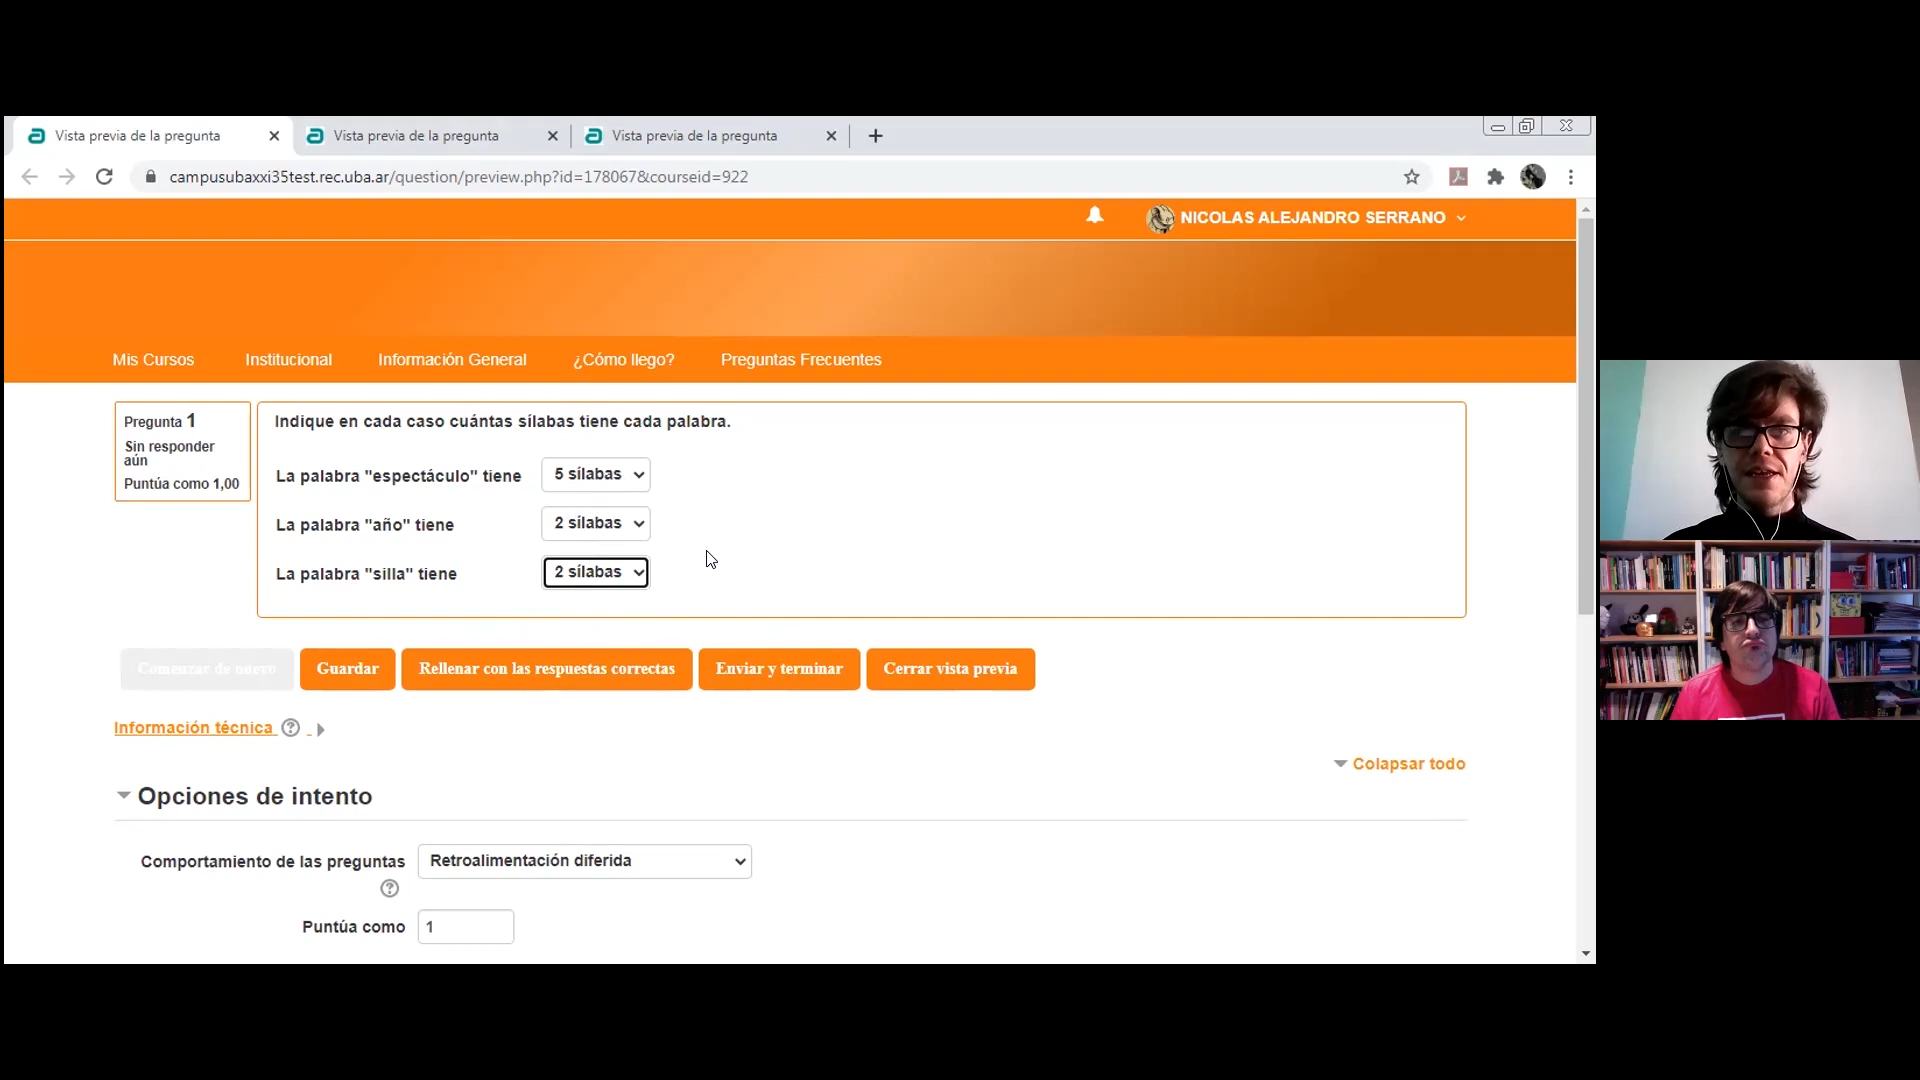 Vista previa de la pregunta
Vista previa de la pregunta
Vista previa de la pregunta
campusubaxxi35test.rec.uba.ar/question/preview.php?id=178067&courseid=922
NICOLAS ALEJANDRO SERRANO
Mis Cursos
Institucional
Información General
¿Cómo llego?
Preguntas Frecuentes
Pregunta 1
Sin responder
aún
Puntúa como 1,00
Indique en cada caso cuántas sílabas tiene cada palabra.
La palabra "espectáculo" tiene 5 sílabas
La palabra "año" tiene 2 sílabas
La palabra "silla" tiene 2 sílabas
Comenzar de nuevo
Guardar
Rellenar con las respuestas correctas
Enviar y terminar
Cerrar vista previa
Información técnica
Colapsar todo
Opciones de intento
Comportamiento de las preguntas
Retroalimentación diferida
Puntúa como
1